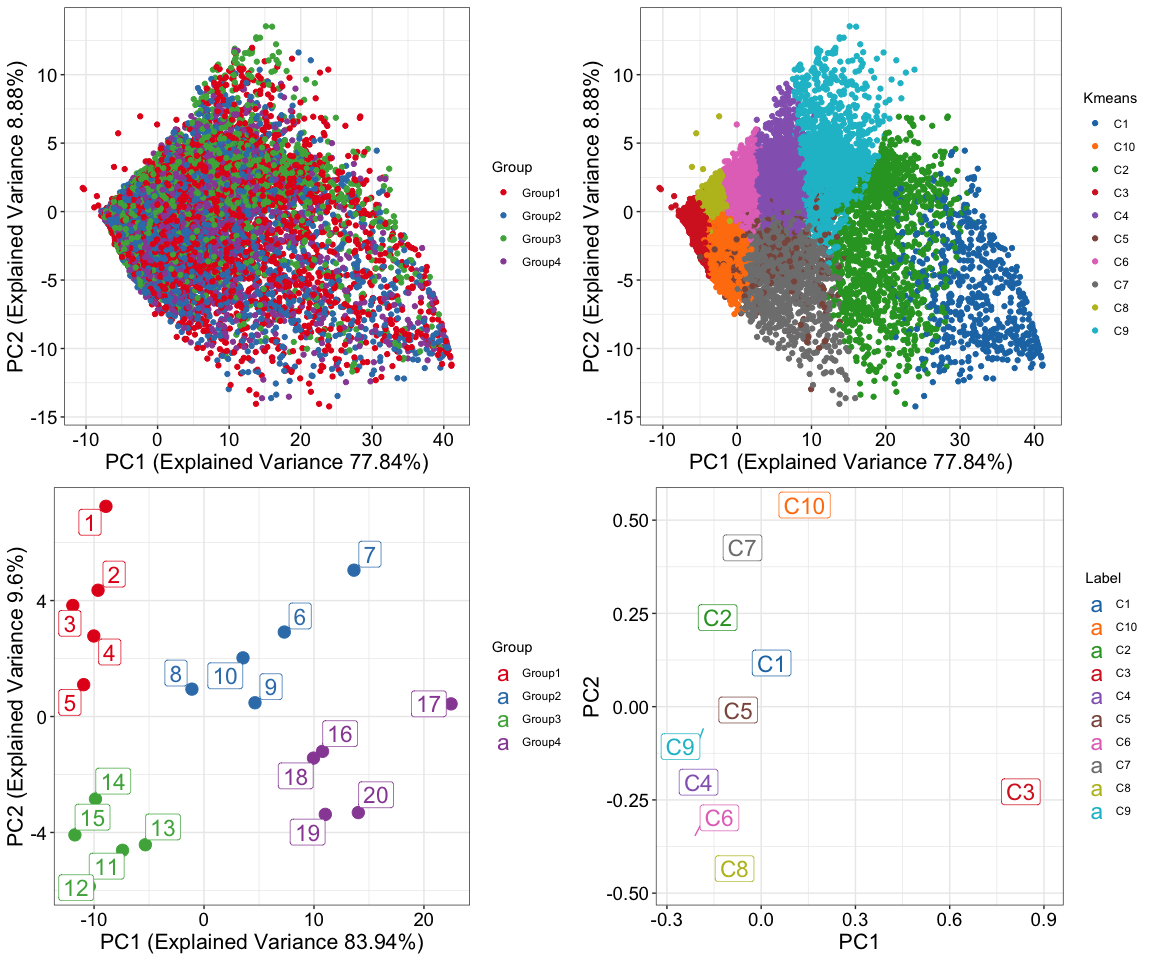 10
5
0
-5
-10
-15
-10
0
10
20
30
40
PC1 (Explained Variance 77.84%)
PC2 (Explained Variance 8.88%)
Group
Group1
Group2
Group3
Group4
10
5
0
-5
-10
-15
-10
0
10
20
30
40
PC1 (Explained Variance 77.84%)
PC2 (Explained Variance 8.88%)
Kmeans
C1
C10
C2
C3
C4
C5
C6
C7
C8
C9
1
2
3
4
5
6
7
8
10
9
17
16
18
20
19
14
15
13
11
12
4
0
-4
-10
0
10
20
PC1 (Explained Variance 83.94%)
PC2 (Explained Variance 9.6%)
Group
a Group1
a Group2
a Group3
a Group4
C10
C7
C2
C1
C5
C9
C4
C3
C6
C8
0.50
0.25
0.00
-0.25
-0.50
-0.3
0.0
0.3
0.6
0.9
PC1
PC2
Label
a C1
a C10
a C2
a C3
a C4
a C5
a C6
a C7
a C8
a C9